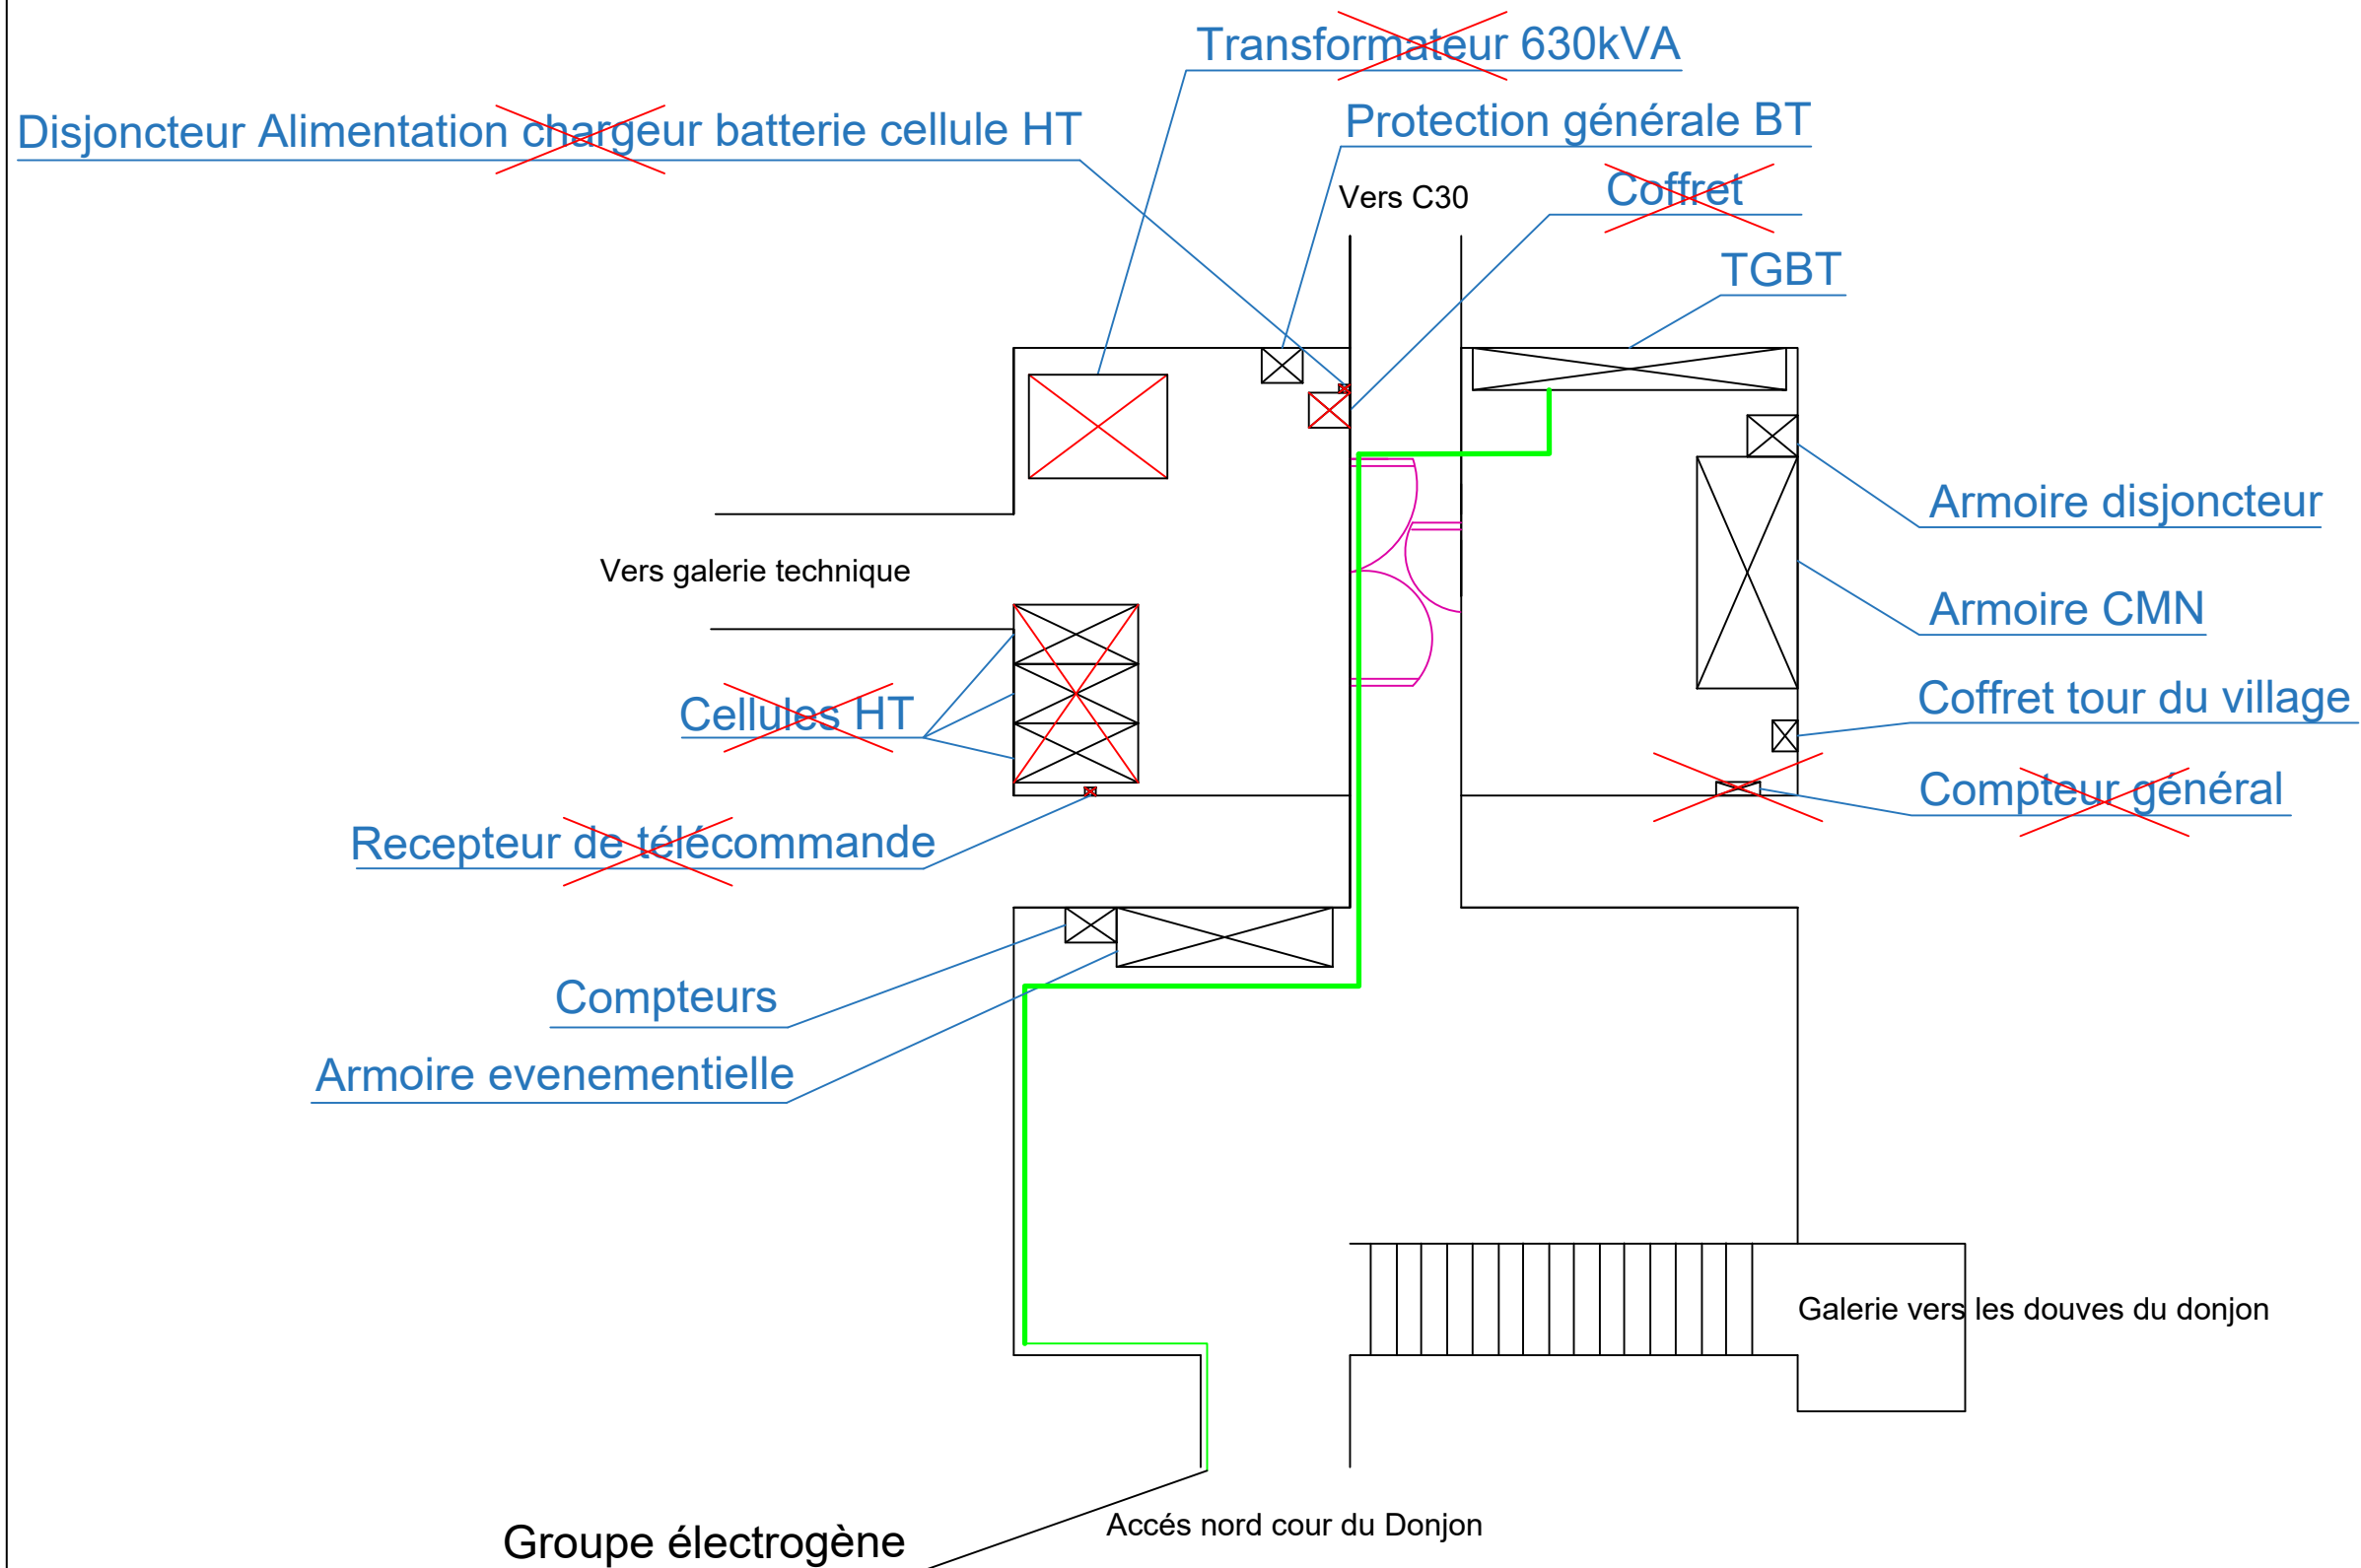 Transformateur 630kVA
Disjoncteur Alimentation chargeur batterie cellule HT
Protection générale BT
Vers C30
Coffret
TGBT
Armoire disjoncteur
Vers galerie technique
Armoire CMN
Cellules HT
Coffret tour du village
Compteur général
Recepteur de télécommande
Compteurs
Armoire evenementielle
Galerie vers les douves du donjon
Accés nord cour du Donjon
Groupe électrogène